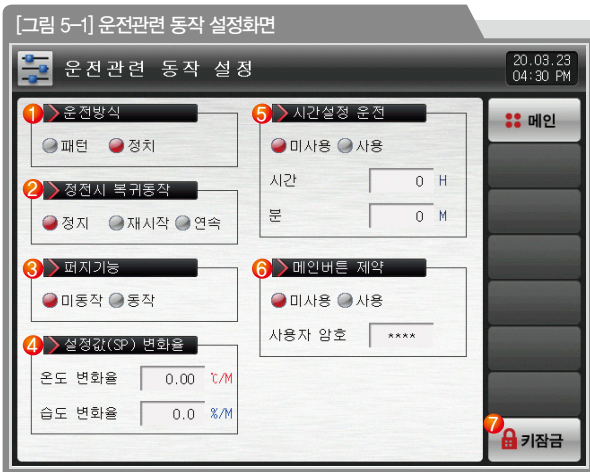 [그림 5-1] 운전관련 동작 설정화면
운전관련 동작 설정
20.03.23
04:30 PM
1 운전방식
패턴 정치
2 정전시 복귀동작
정지 재시작 연속
3 퍼지기능
미동작 동작
4 설정값(SP) 변화율
온도 변화율 0.00 ℃/M
습도 변화율 0.0 %/M
5 시간설정 운전
미사용 사용
시간 0 H
분 0 M
6 메인버튼 제약
미사용 사용
사용자 암호 ****
메인
7 키잠금